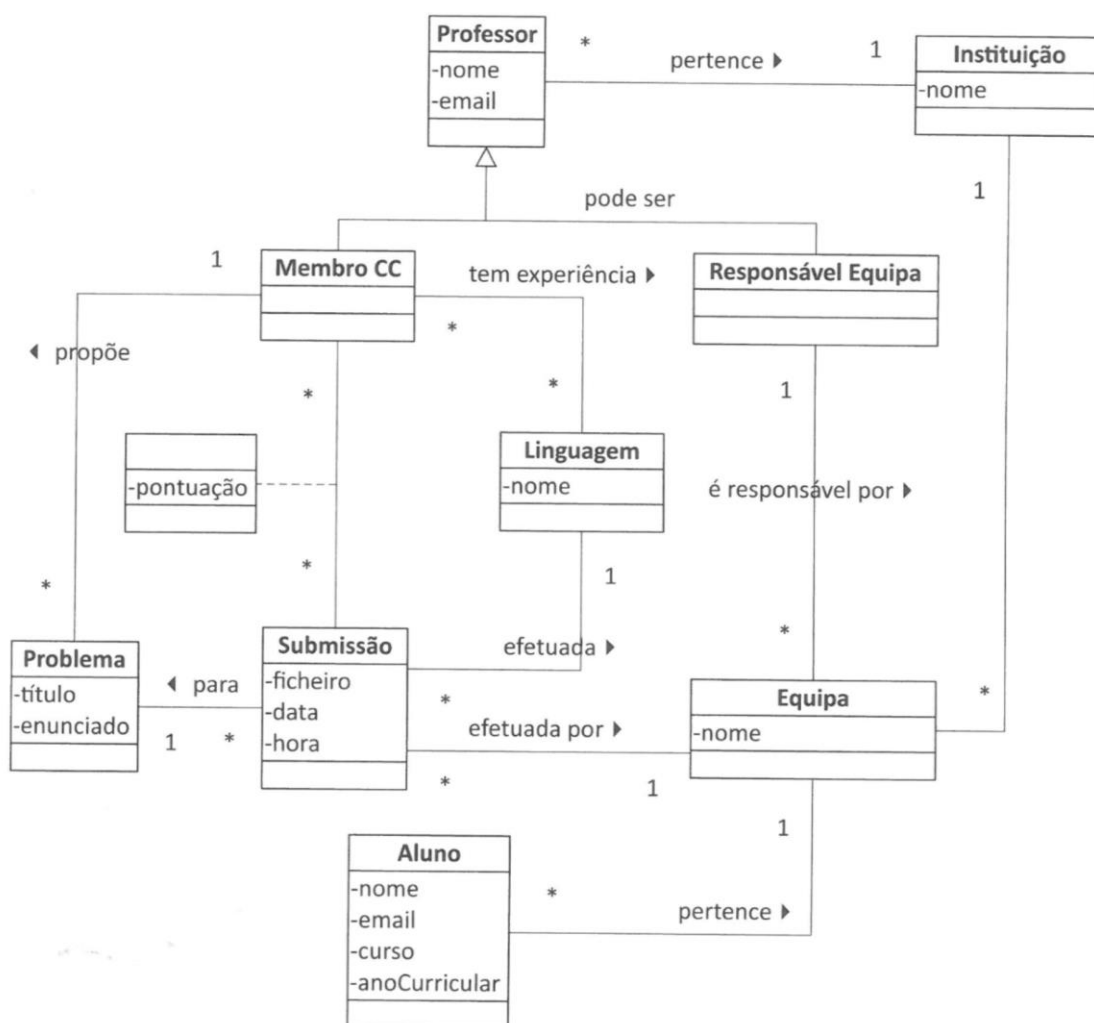 Professor
-nome
-email
*
pertence ▶
1
Instituição
-nome
1
pode ser
1
Membro CC
tem experiência ▶
Responsável Equipa
*
◀ propõe
*
*
1
Linguagem
-nome
-pontuação
é responsável por ▶
*
*
1
*
Problema
-título
-enunciado
◀ para
1
*
Submissão
-ficheiro
-data
-hora
efetuada ▶
*
efetuada por ▶
*
1
Equipa
-nome
*
1
Aluno
-nome
-email
-curso
-anoCurricular
*
pertence ▶